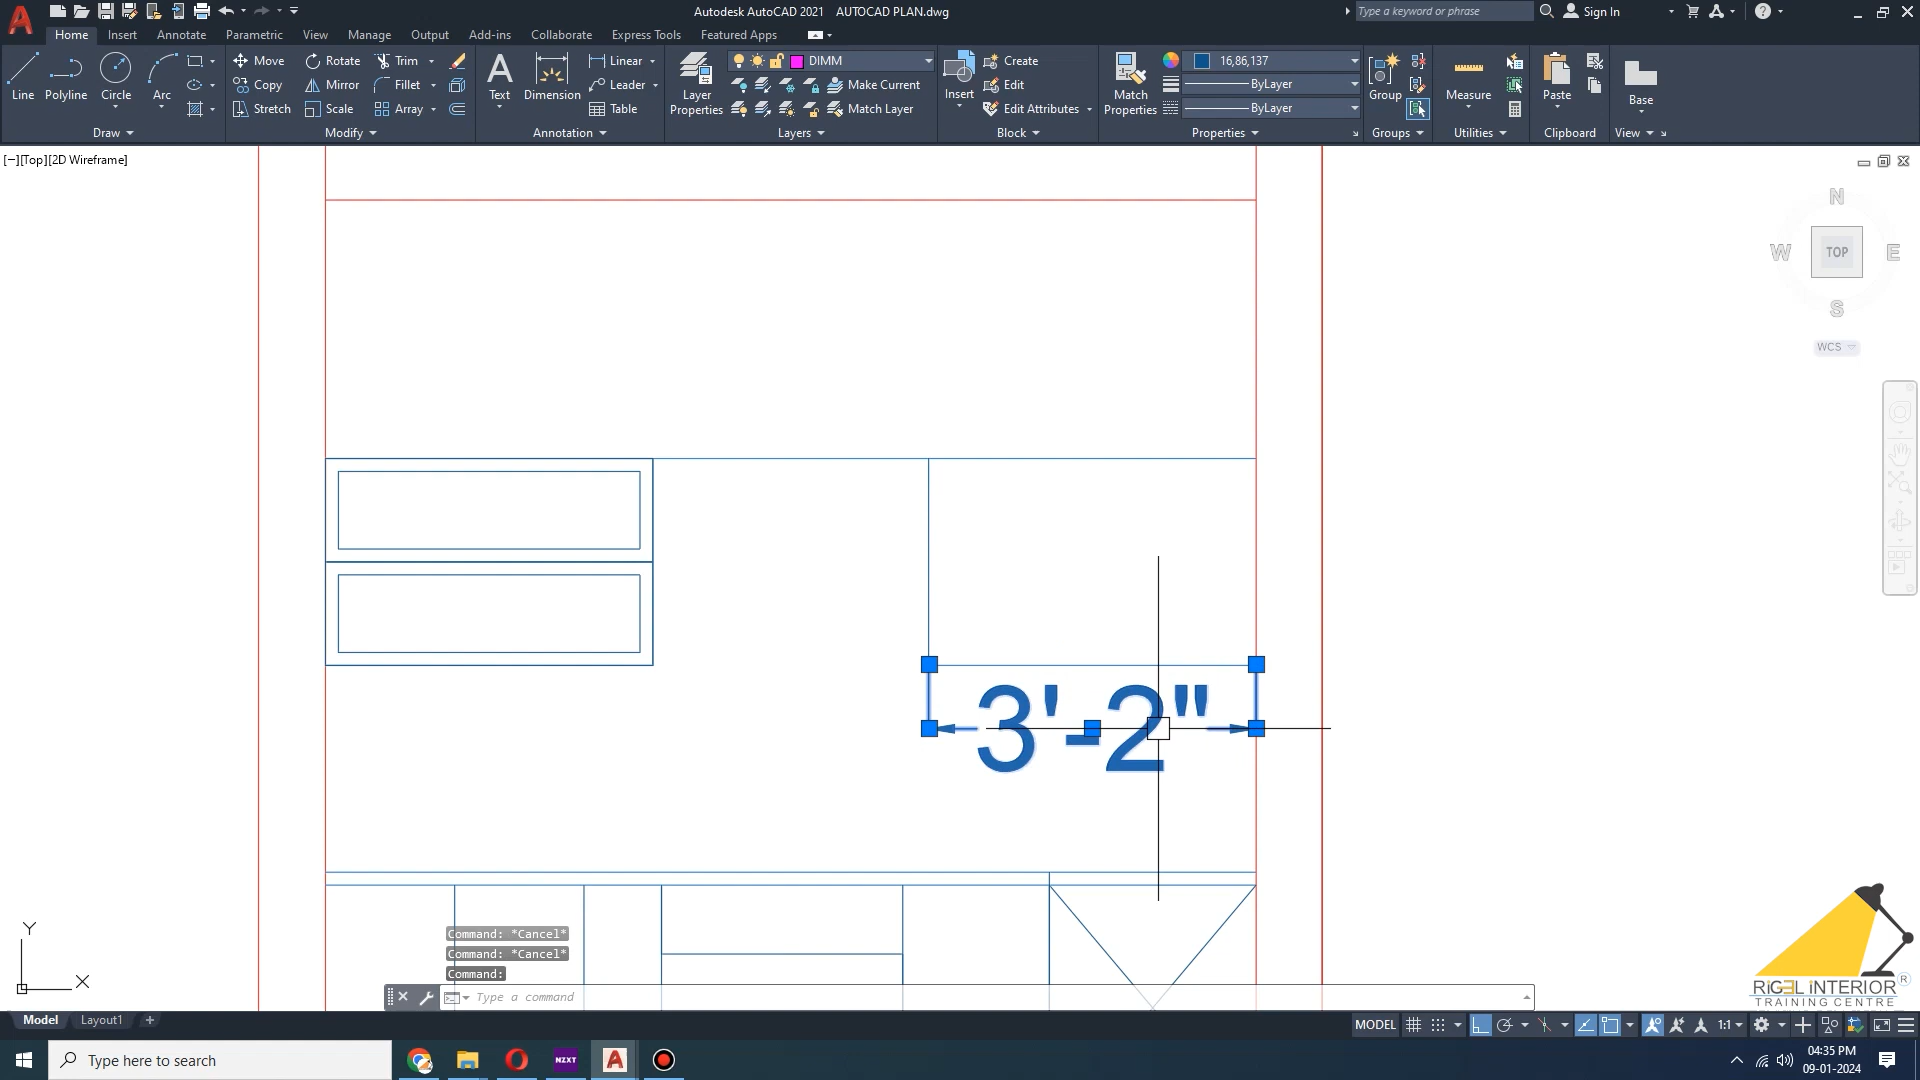 Autodesk AutoCAD 2021 AUTOCAD PLAN.dwg
Type a keyword or phrase
Sign In
Home Insert Annotate Parametric View Manage Output Add-ins Collaborate Express Tools Featured Apps
Line Polyline Circle Arc
Move Rotate Trim
Copy Mirror Fillet
Stretch Scale Array
Text Dimension
Linear
Leader
Table
Layer Properties
DIMM
Make Current
Match Layer
Insert
Create
Edit
Edit Attributes
Match Properties
16,86,137
ByLayer
ByLayer
Group Measure Paste Base
Draw Modify Annotation Layers Block Properties Groups Utilities Clipboard View
[−][Top][2D Wireframe]
N
W TOP E
S
WCS
3'-2"
Y
X
Command: *Cancel*
Command: *Cancel*
Command:
Type a command
RIGEL INTERIOR ®
TRAINING CENTRE
Model Layout1 +
MODEL 1:1
Type here to search
NZXT
04:35 PM
09-01-2024